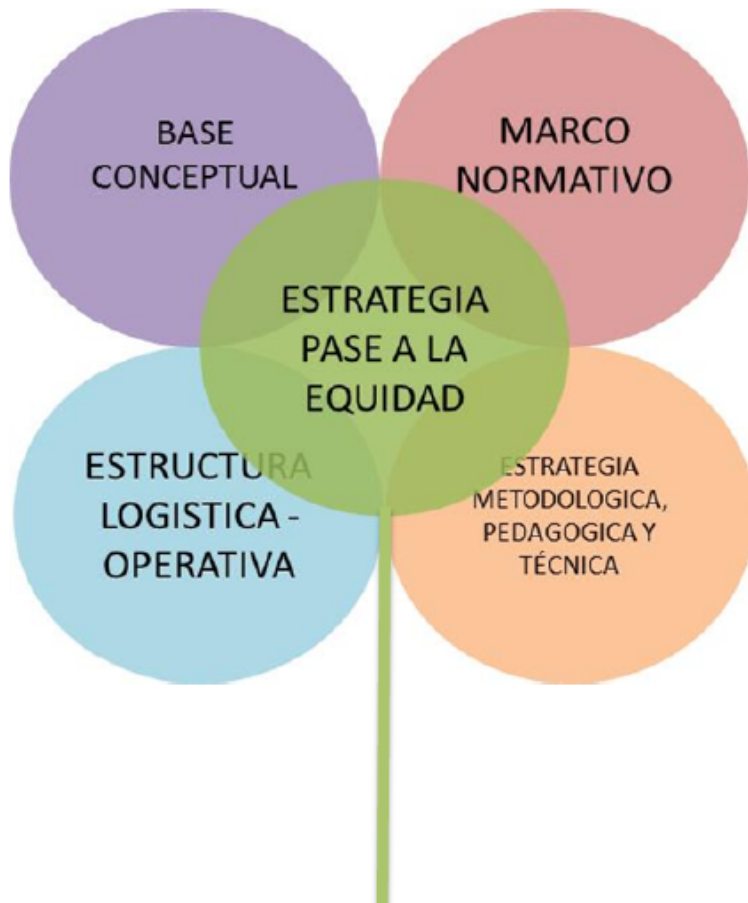 BASE
CONCEPTUAL
MARCO
NORMATIVO
ESTRATEGIA
PASE A LA
EQUIDAD
ESTRUCTURA
LOGISTICA -
OPERATIVA
ESTRATEGIA
METODOLOGICA,
PEDAGOGICA Y
TÉCNICA